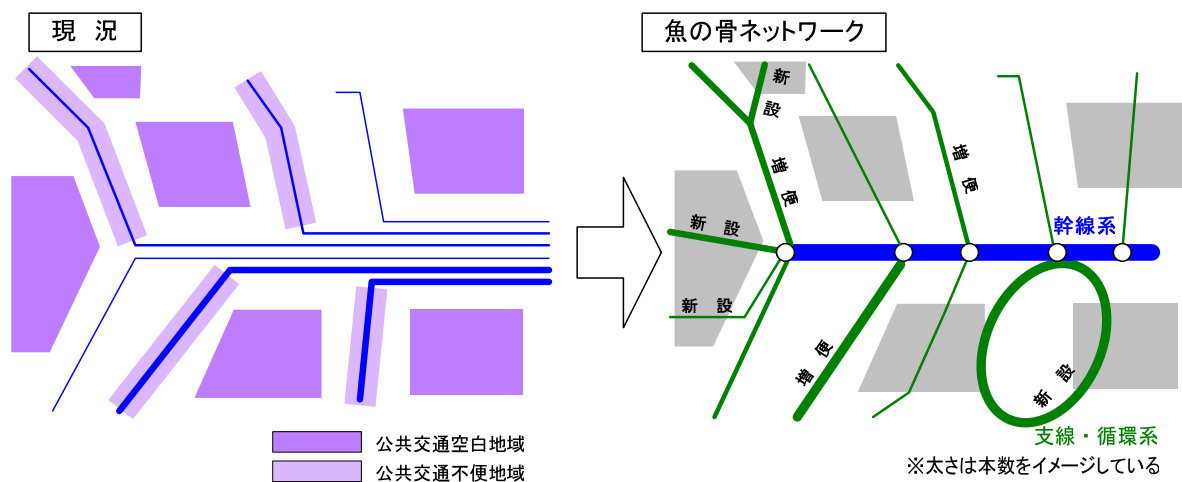 現 況
魚の骨ネットワーク
新設
増便
増便
新 設
幹線系
新 設
増便
新設
支線・循環系
公共交通空白地域
公共交通不便地域
※太さは本数をイメージしている